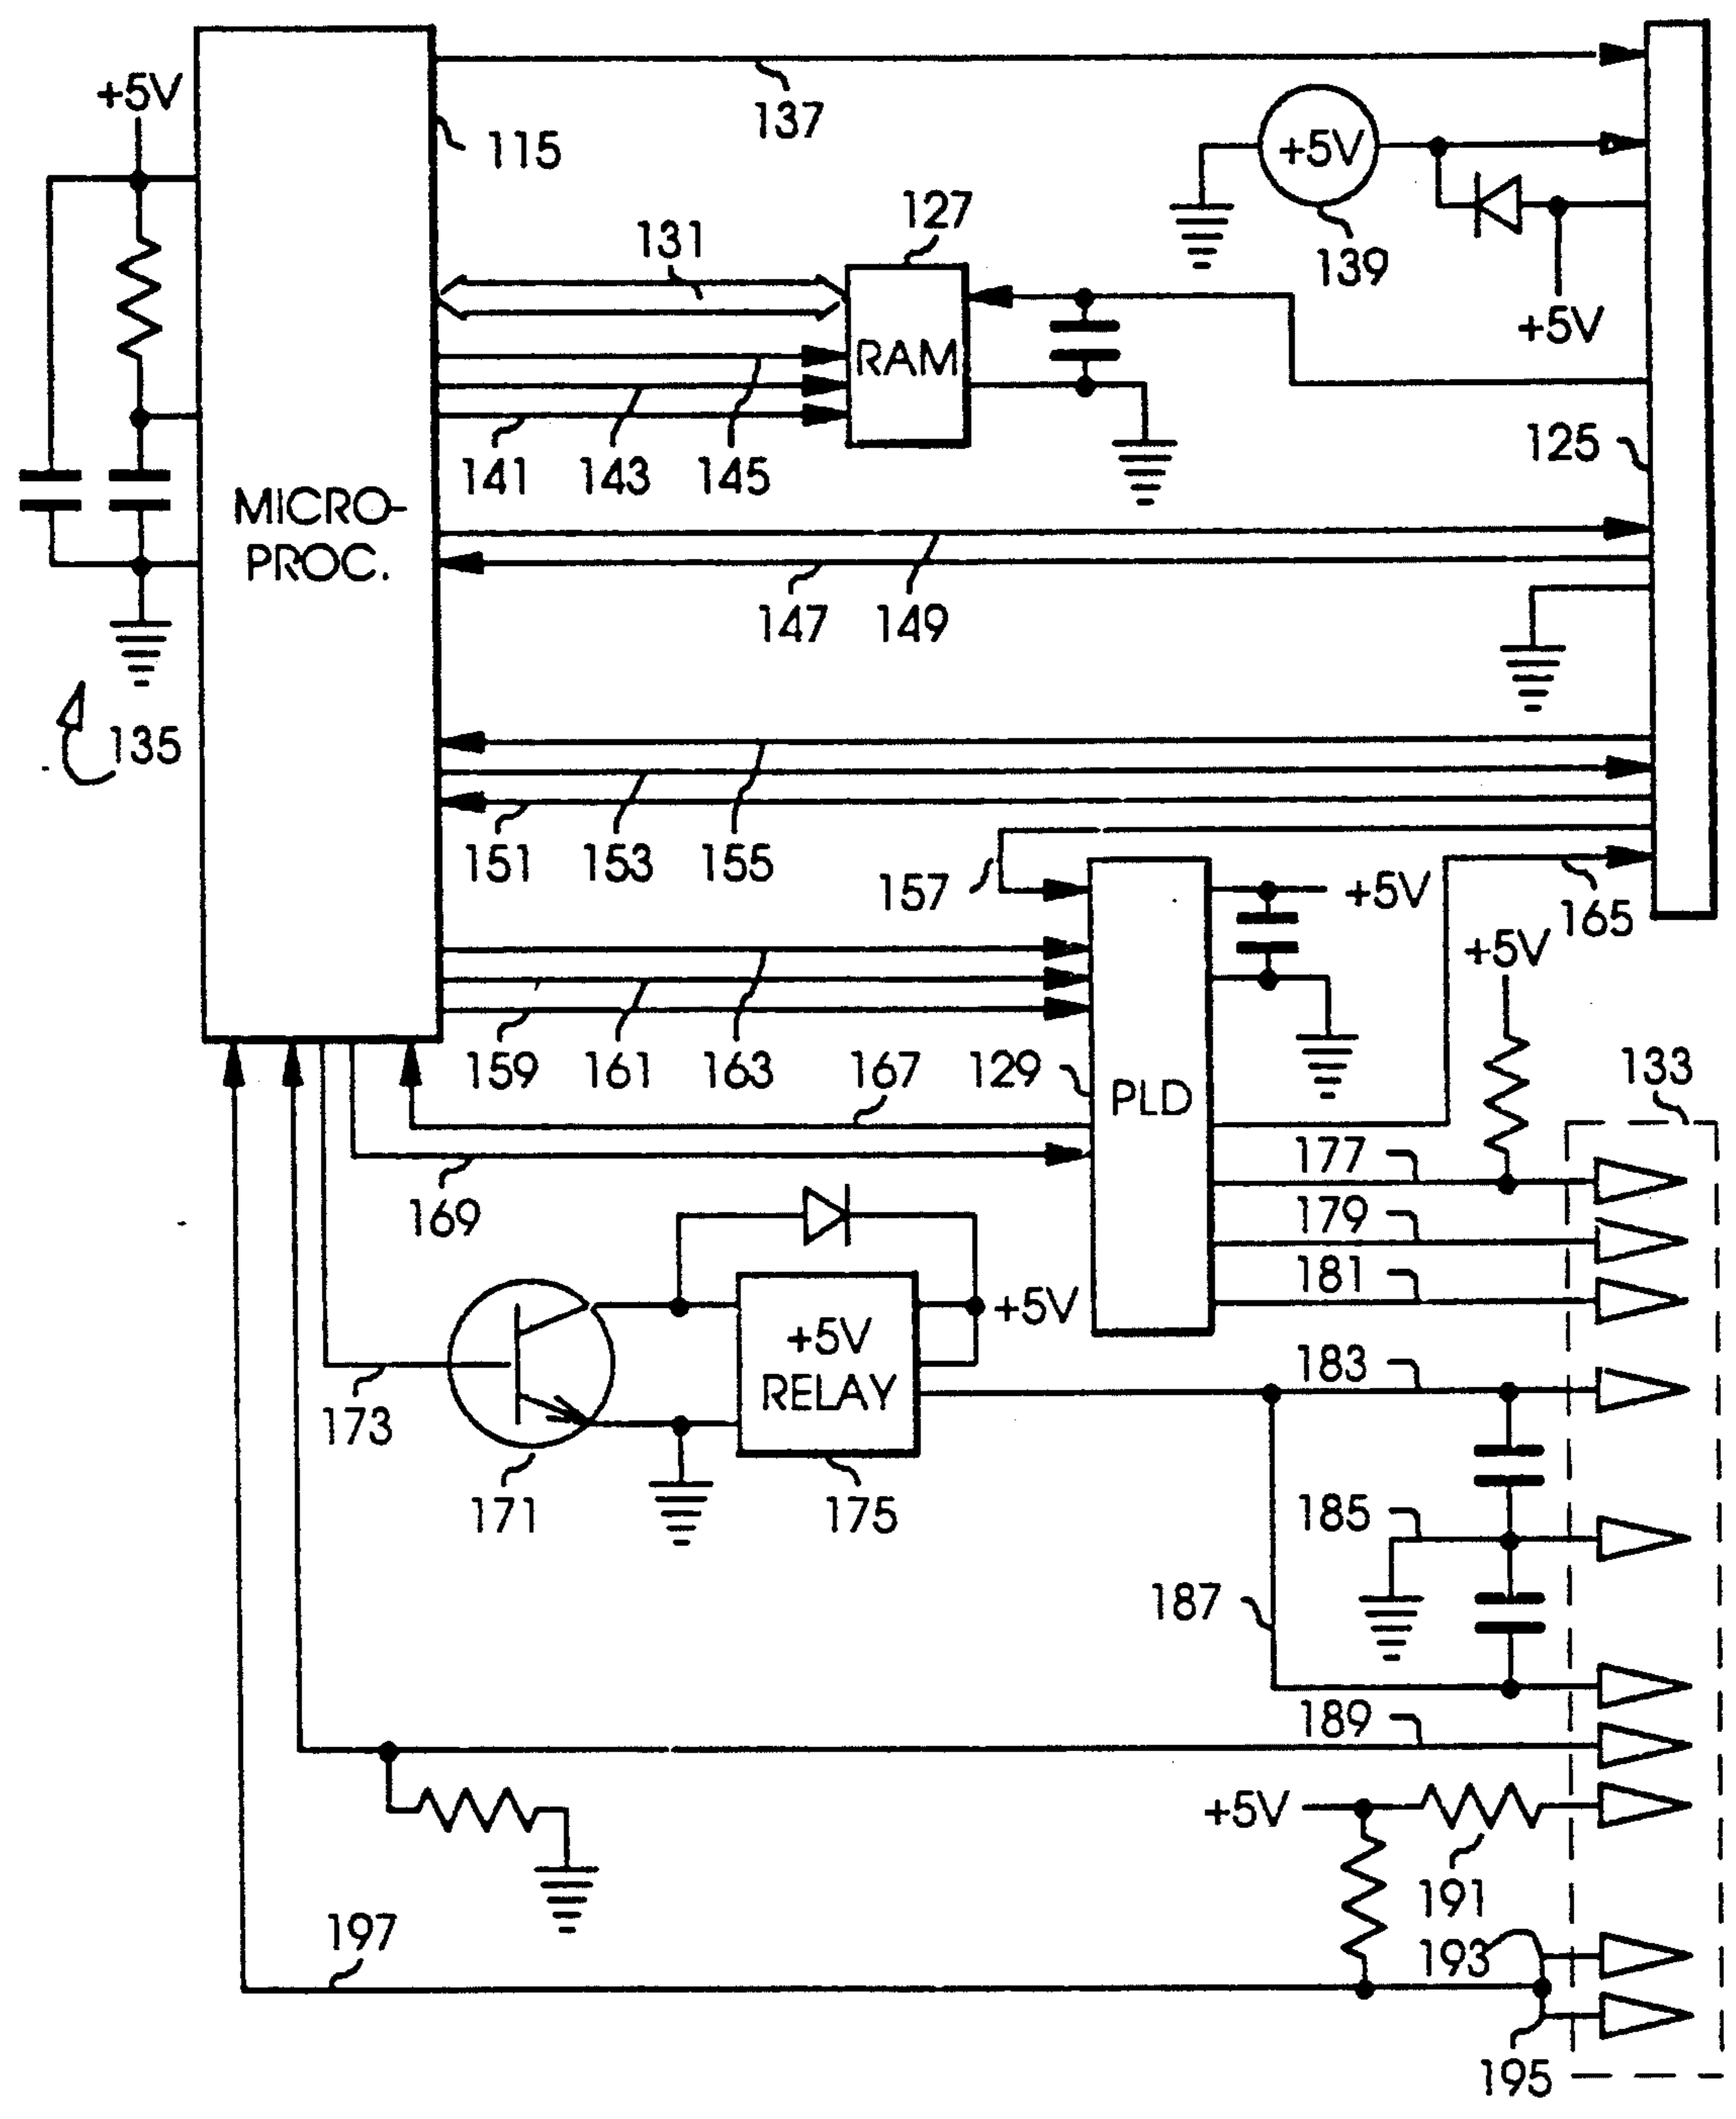 +5V
137
115
+5V
127
139
131
+5V
RAM
125
141
143
145
MICRO-
PROC.
147
149
135
151
153
155
157
+5V
165
+5V
159
161
163
167
129
PLD
133
177
169
179
181
+5V
+5V
RELAY
183
173
171
175
185
187
189
+5V
191
197
193
195